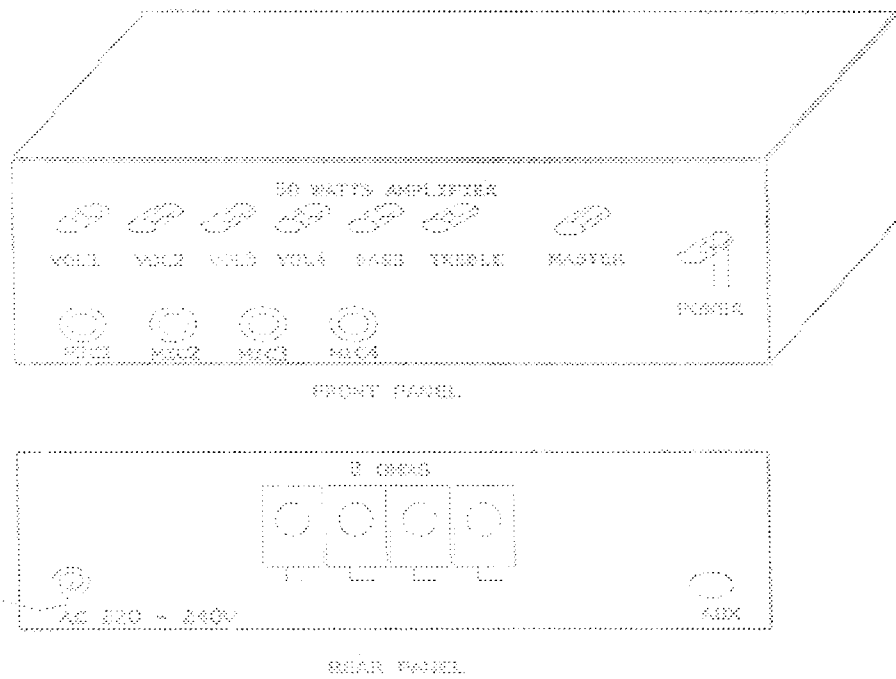 50 WATTS AMPLIFIER
VOL1 VOL2 VOL3 VOL4 BASS TREBLE MASTER
POWER
MIC1 MIC2 MIC3 MIC4
FRONT PANEL
8 OHMS
AC 220 - 240V AUX
REAR PANEL